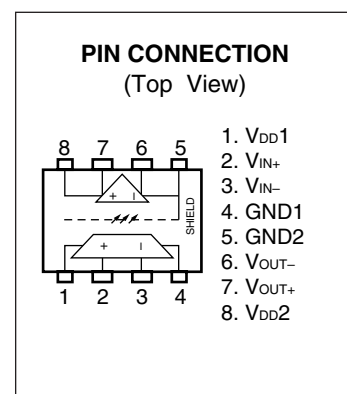 PIN CONNECTION
(Top View)
8 7 6 5
+ –
SHIELD
+ –
1 2 3 4
1. VDD1
2. VIN+
3. VIN–
4. GND1
5. GND2
6. VOUT–
7. VOUT+
8. VDD2